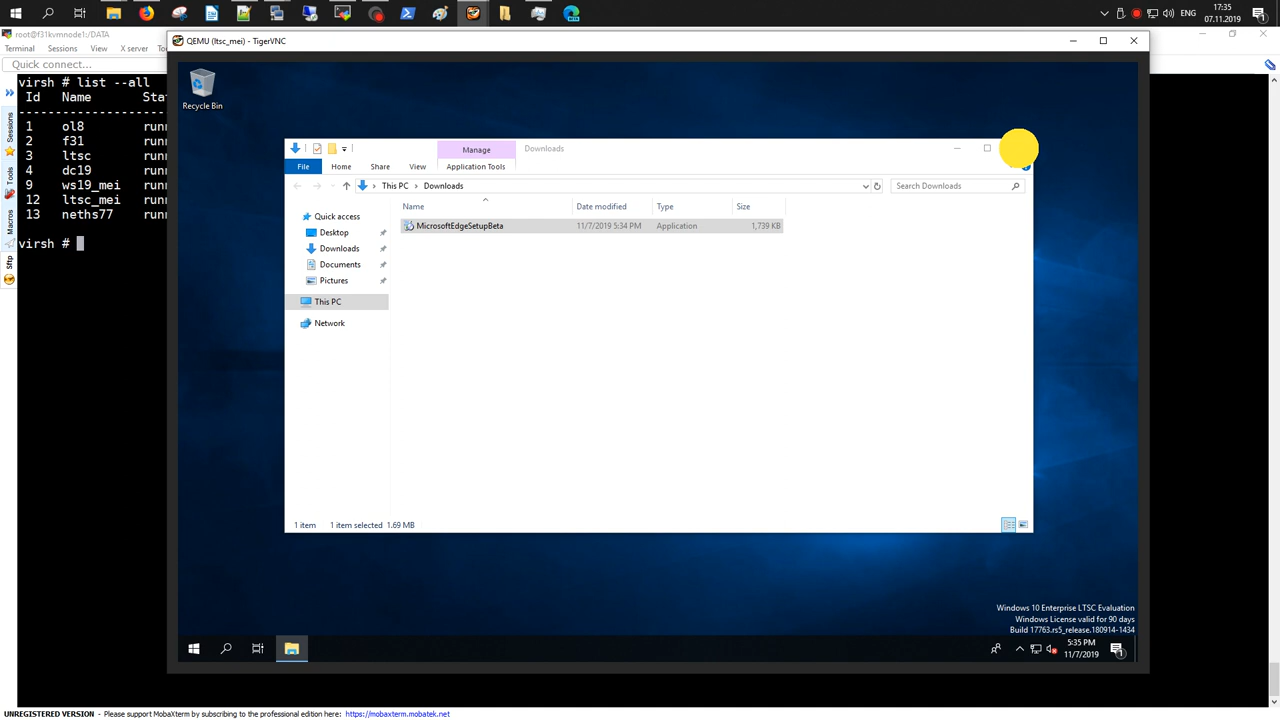 ENG
17:35
07.11.2019
root@f31kvmnode1:/DATA
Terminal Sessions View X server
Quick connect...
QEMU (ltsc_mei) - TigerVNC
virsh # list --all
Id Name
1 ol8
2 f31
3 ltsc
4 dc19
9 ws19_mei
12 ltsc_mei
13 neths77
virsh #
Sessions
Tools
Macros
Sftp
Recycle Bin
Manage
Downloads
File Home Share View Application Tools
This PC
Downloads
Search Downloads
Name Date modified Type Size
MicrosoftEdgeSetupBeta 11/7/2019 5:34 PM Application 1,739 KB
Quick access
Desktop
Downloads
Documents
Pictures
This PC
Network
1 item 1 item selected 1.69 MB
Windows 10 Enterprise LTSC Evaluation
Windows License valid for 90 days
Build 17763.rs5_release.180914-1434
5:35 PM
11/7/2019
1
UNREGISTERED VERSION - Please support MobaXterm by subscribing to the professional edition here: https://mobaxterm.mobatek.net